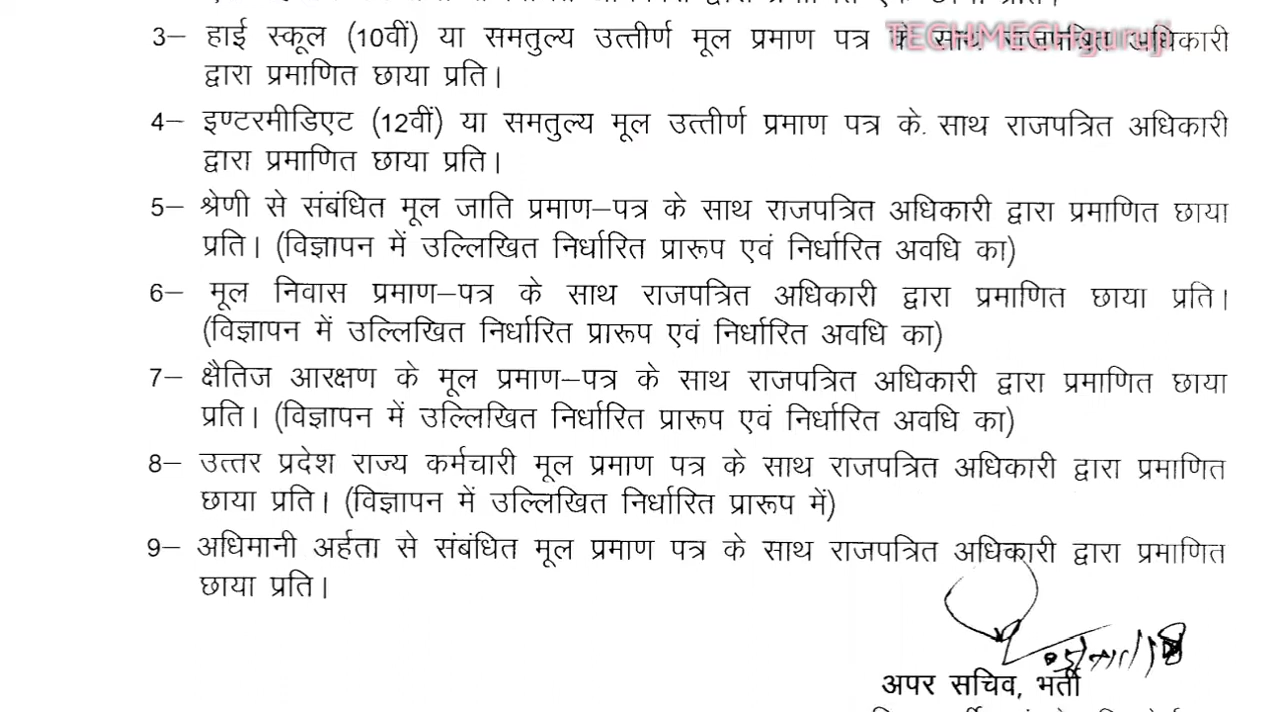 3– हाई स्कूल (10वीं) या समतुल्य उत्तीर्ण मूल प्रमाण पत्र के साथ राजपत्रित अधिकारी
TECHMECHguruji
द्वारा प्रमाणित छाया प्रति।
4– इण्टरमीडिएट (12वीं) या समतुल्य मूल उत्तीर्ण प्रमाण पत्र के साथ राजपत्रित अधिकारी
द्वारा प्रमाणित छाया प्रति।
5– श्रेणी से संबंधित मूल जाति प्रमाण–पत्र के साथ राजपत्रित अधिकारी द्वारा प्रमाणित छाया
प्रति। (विज्ञापन में उल्लिखित निर्धारित प्रारूप एवं निर्धारित अवधि का)
6– मूल निवास प्रमाण–पत्र के साथ राजपत्रित अधिकारी द्वारा प्रमाणित छाया प्रति।
(विज्ञापन में उल्लिखित निर्धारित प्रारूप एवं निर्धारित अवधि का)
7– क्षैतिज आरक्षण के मूल प्रमाण–पत्र के साथ राजपत्रित अधिकारी द्वारा प्रमाणित छाया
प्रति। (विज्ञापन में उल्लिखित निर्धारित प्रारूप एवं निर्धारित अवधि का)
8– उत्तर प्रदेश राज्य कर्मचारी मूल प्रमाण पत्र के साथ राजपत्रित अधिकारी द्वारा प्रमाणित
छाया प्रति। (विज्ञापन में उल्लिखित निर्धारित प्रारूप में)
9– अधिमानी अर्हता से संबंधित मूल प्रमाण पत्र के साथ राजपत्रित अधिकारी द्वारा प्रमाणित
छाया प्रति।
अपर सचिव, भर्ती